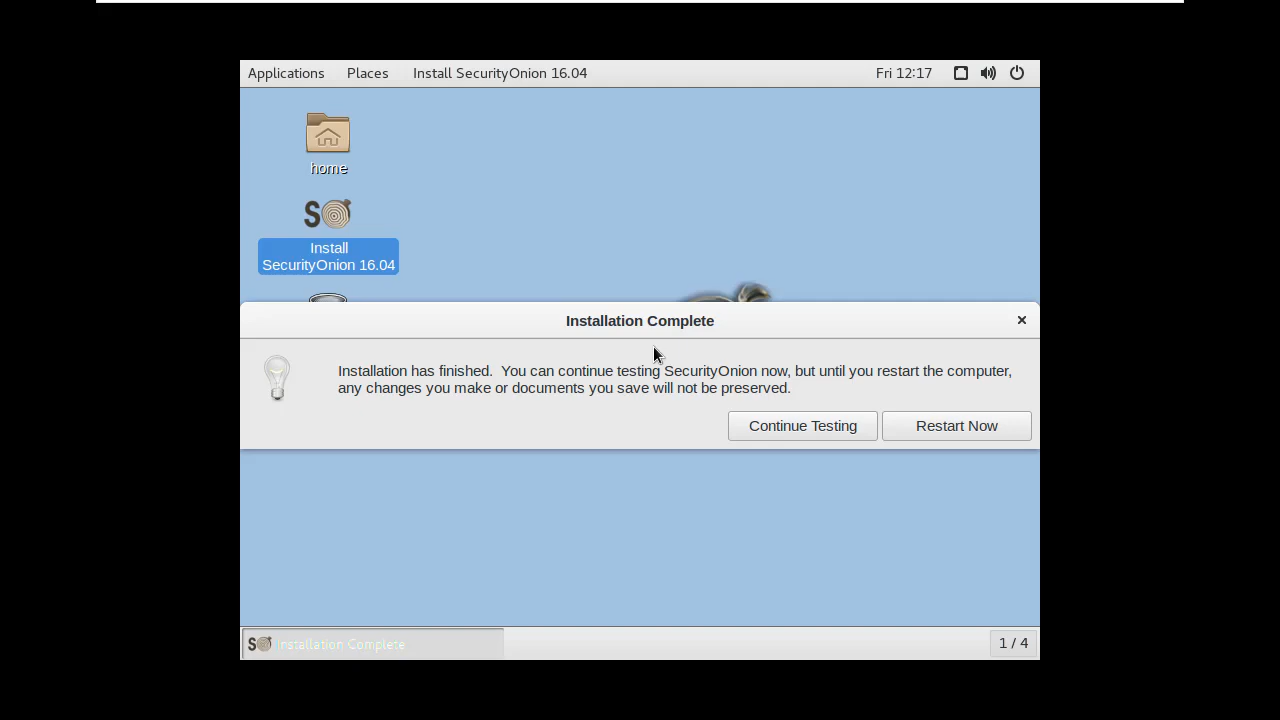 Applications Places Install SecurityOnion 16.04 Fri 12:17
home
SO
Install
SecurityOnion 16.04
Installation Complete
Installation has finished.  You can continue testing SecurityOnion now, but until you restart the computer,
any changes you make or documents you save will not be preserved.
Continue Testing Restart Now
SO Installation Complete 1 / 4